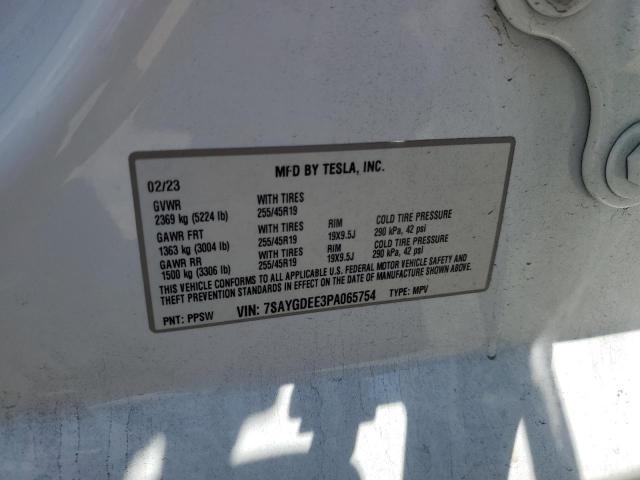 MFD BY TESLA, INC.
02/23
GVWR WITH TIRES
2369 kg (5224 lb) 255/45R19
GAWR FRT WITH TIRES RIM COLD TIRE PRESSURE
1363 kg (3004 lb) 255/45R19 19X9.5J 290 kPa, 42 psi
GAWR RR WITH TIRES RIM COLD TIRE PRESSURE
1500 kg (3306 lb) 255/45R19 19X9.5J 290 kPa, 42 psi
THIS VEHICLE CONFORMS TO ALL APPLICABLE U.S. FEDERAL MOTOR VEHICLE SAFETY AND
THEFT PREVENTION STANDARDS IN EFFECT ON THE DATE OF MANUFACTURE SHOWN ABOVE.
PNT: PPSW VIN: 7SAYGDEE3PA065754 TYPE: MPV